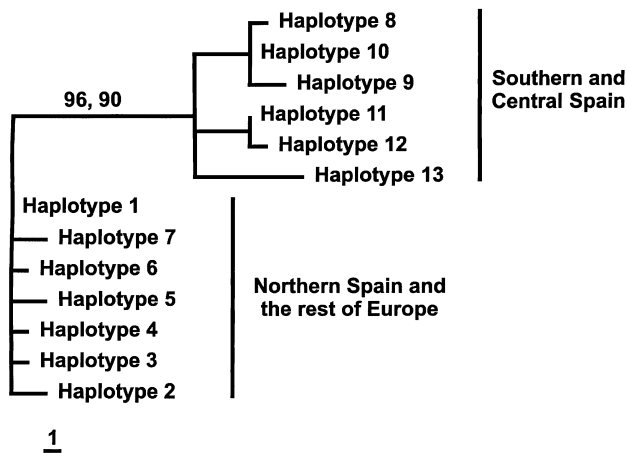 Haplotype 8
Haplotype 10
Haplotype 9
96, 90
Haplotype 11
Haplotype 12
Haplotype 13
Southern and
Central Spain
Haplotype 1
Haplotype 7
Haplotype 6
Haplotype 5
Haplotype 4
Haplotype 3
Haplotype 2
Northern Spain and
the rest of Europe
1